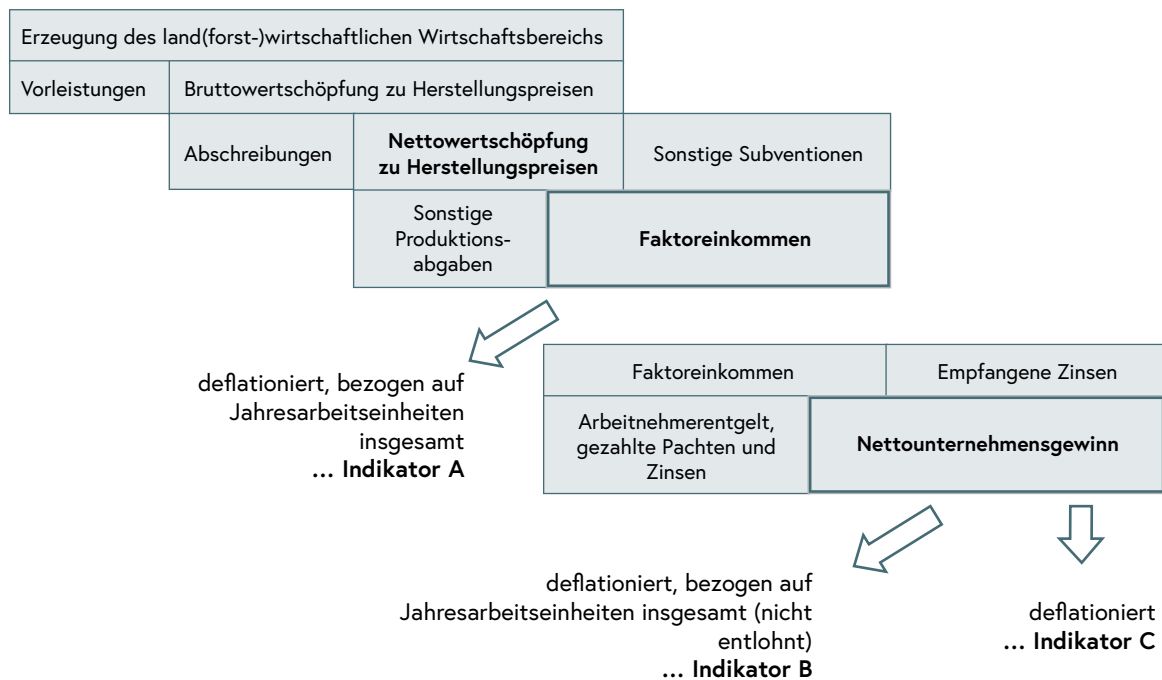 Erzeugung des land(forst-)wirtschaftlichen Wirtschaftsbereichs
Vorleistungen
Bruttowertschöpfung zu Herstellungspreisen
Abschreibungen
Nettowertschöpfung
zu Herstellungspreisen
Sonstige Subventionen
Sonstige
Produktions-
abgaben
Faktoreinkommen
deflationiert, bezogen auf
Jahresarbeitseinheiten
insgesamt
... Indikator A
Faktoreinkommen
Empfangene Zinsen
Arbeitnehmerentgelt,
gezahlte Pachten und
Zinsen
Nettounternehmensgewinn
deflationiert, bezogen auf
Jahresarbeitseinheiten insgesamt (nicht
entlohnt)
... Indikator B
deflationiert
... Indikator C